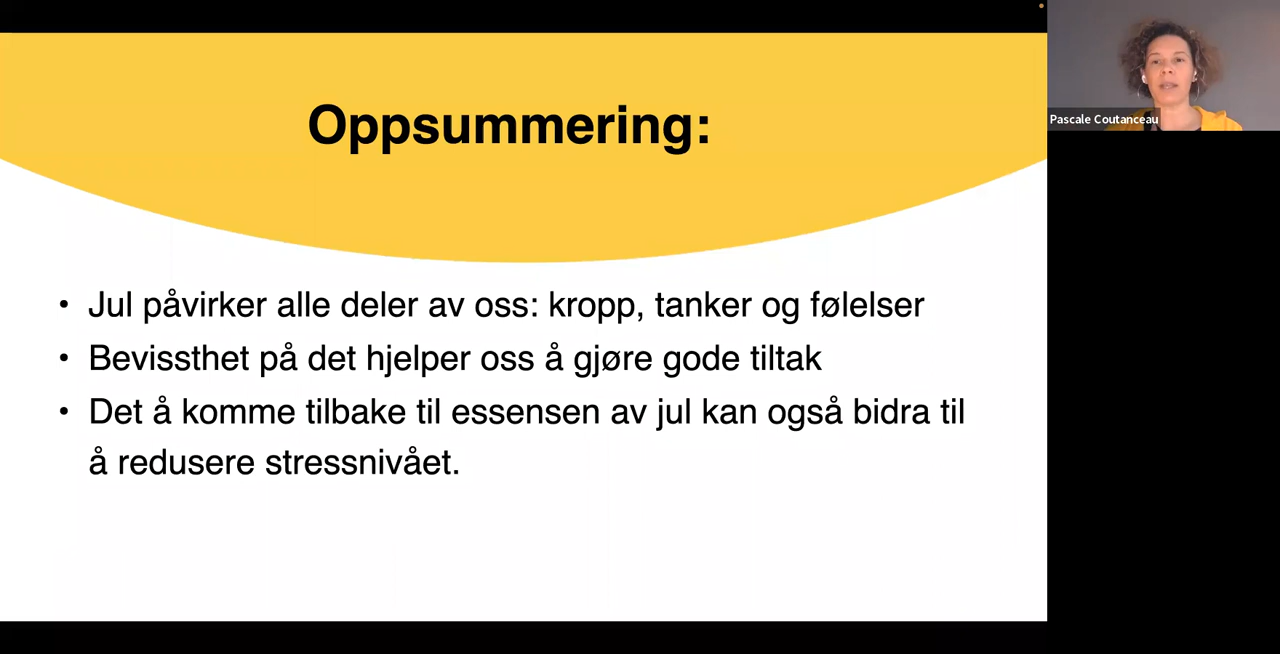 Oppsummering:
• Jul påvirker alle deler av oss: kropp, tanker og følelser
• Bevissthet på det hjelper oss å gjøre gode tiltak
• Det å komme tilbake til essensen av jul kan også bidra til
å redusere stressnivået.
Pascale Coutanceau